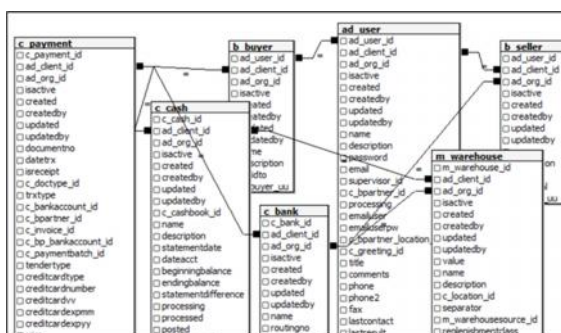 c_payment
c_payment_id
ad_client_id
ad_org_id
isactive
created
createdby
updated
updatedby
documentno
datetrx
isreceipt
c_doctype_id
trxtype
c_bankaccount_id
c_bpartner_id
c_invoice_id
c_bp_bankaccount_id
c_paymentbatch_id
tendertype
creditcardtype
creditcardnumber
creditcardvv
creditcardexpmm
creditcardexpyy
c_cash
c_cash_id
ad_client_id
ad_org_id
isactive
created
createdby
updated
updatedby
c_cashbook_id
name
description
statementdate
dateacct
beginningbalance
endingbalance
statementdifference
processing
processed
posted
b_buyer
ad_user_id
ad_client_id
ad_org_id
c_bank
c_bank_id
ad_client_id
ad_org_id
isactive
created
createdby
updated
updatedby
name
routingno
ad_user
ad_user_id
ad_client_id
ad_org_id
isactive
created
createdby
updated
updatedby
name
description
password
email
supervisor_id
c_bpartner_id
processing
emailuser
emailuserpw
c_bpartner_location_
c_greeting_id
title
comments
phone
phone2
fax
lastcontact
lastresult
b_seller
ad_user_id
ad_client_id
ad_org_id
isactive
created
createdby
updated
m_warehouse
m_warehouse_id
ad_client_id
ad_org_id
isactive
created
createdby
updated
updatedby
value
name
description
c_location_id
separator
m_warehousesource_id
replenishmentclass